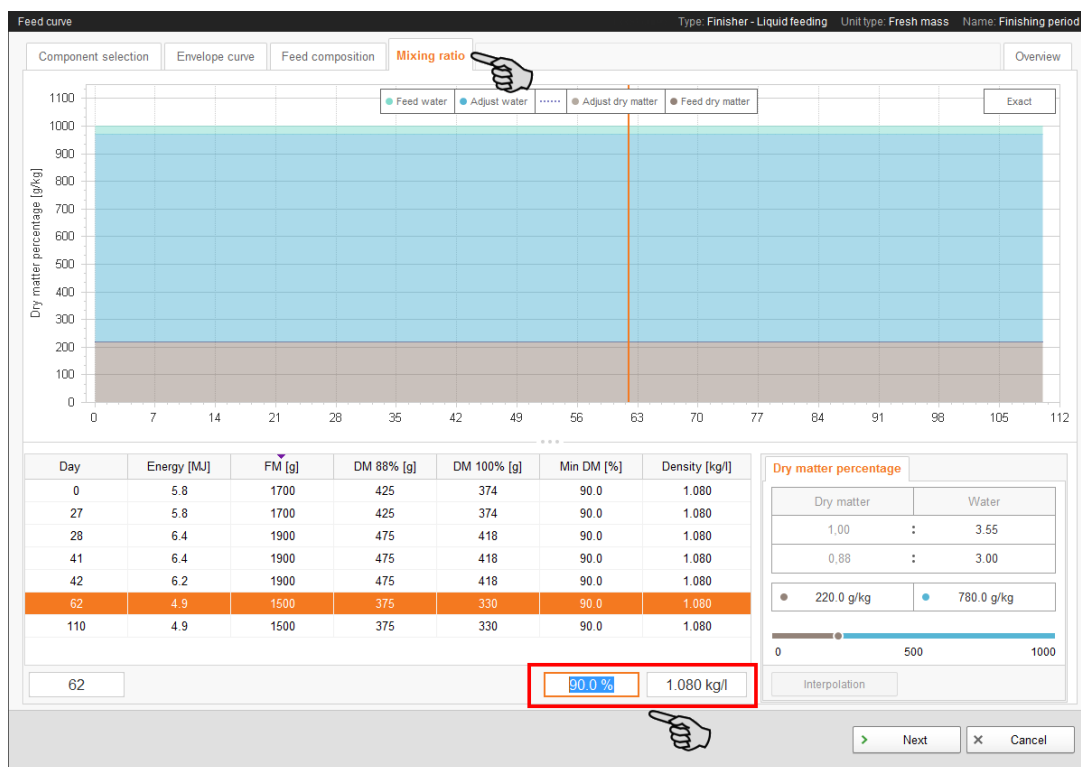 Feed curve Type: Finisher - Liquid feeding Unit type: Fresh mass Name: Finishing period
Component selection Envelope curve Feed composition Mixing ratio Overview
Feed water Adjust water Adjust dry matter Feed dry matter Exact
Dry matter percentage [g/kg]
1100
1000
900
800
700
600
500
400
300
200
100
0
0 7 14 21 28 35 42 49 56 63 70 77 84 91 98 105 112
Day Energy [MJ] FM [g] DM 88% [g] DM 100% [g] Min DM [%] Density [kg/l]
0 5.8 1700 425 374 90.0 1.080
27 5.8 1700 425 374 90.0 1.080
28 6.4 1900 475 418 90.0 1.080
41 6.4 1900 475 418 90.0 1.080
42 6.2 1900 475 418 90.0 1.080
62 4.9 1500 375 330 90.0 1.080
110 4.9 1500 375 330 90.0 1.080
62 90.0 % 1.080 kg/l
Dry matter percentage
Dry matter Water
1,00 : 3.55
0,88 : 3.00
220.0 g/kg 780.0 g/kg
0 500 1000
Interpolation
Next Cancel